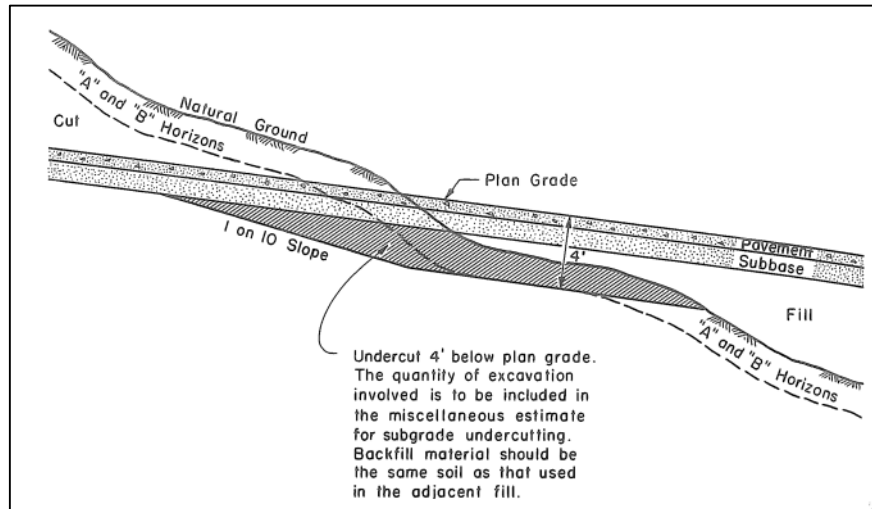 Natural Ground
"A" and "B" Horizons
Cut
Plan Grade
Pavement
Subbase
4'
1 on 10 Slope
Fill
"A" and "B" Horizons
Undercut 4' below plan grade.
The quantity of excavation
involved is to be included in
the miscellaneous estimate
for subgrade undercutting.
Backfill material should be
the same soil as that used
in the adjacent fill.